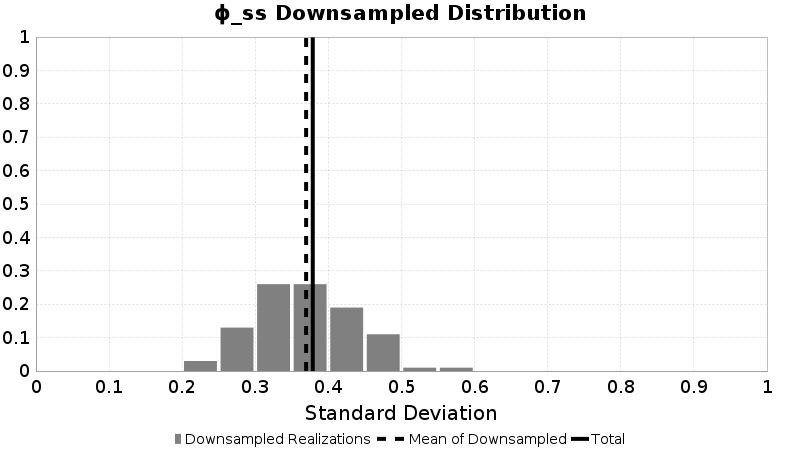 ϕ_ss Downsampled Distribution
1
0.9
0.8
0.7
0.6
0.5
0.4
0.3
0.2
0.1
0
0 0.1 0.2 0.3 0.4 0.5 0.6 0.7 0.8 0.9 1
Standard Deviation
Downsampled Realizations Mean of Downsampled Total